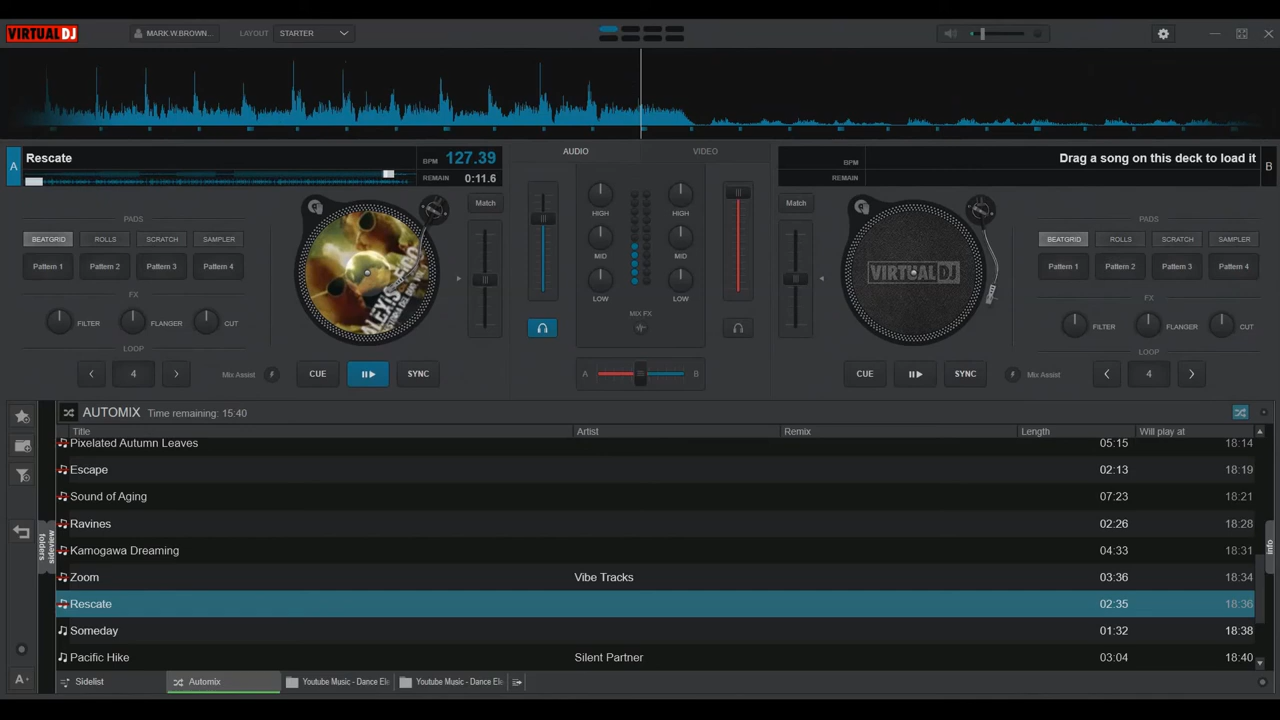 VIRTUALDJ
MARK W.BROWN...
LAYOUT
STARTER
Rescate
A
BPM
127.39
REMAIN
0:11.6
AUDIO
VIDEO
BPM
REMAIN
Drag a song on this deck to load it
B
PADS
BEATGRID
ROLLS
SCRATCH
SAMPLER
Pattern 1
Pattern 2
Pattern 3
Pattern 4
FX
FILTER
FLANGER
CUT
LOOP
4
Mix Assist
CUE
SYNC
Match
HIGH
MID
LOW
HIGH
MID
LOW
MIX FX
A
B
Match
VIRTUALDJ
PADS
BEATGRID
ROLLS
SCRATCH
SAMPLER
Pattern 1
Pattern 2
Pattern 3
Pattern 4
FX
FILTER
FLANGER
CUT
LOOP
CUE
SYNC
Mix Assist
4
AUTOMIX
Time remaining: 15:40
Title Artist Remix Length Will play at
Pixelated Autumn Leaves 05:15 18:14
Escape 02:13 18:19
Sound of Aging 07:23 18:21
Ravines 02:26 18:28
Kamogawa Dreaming 04:33 18:31
Zoom Vibe Tracks 03:36 18:34
Rescate 02:35 18:36
Someday 01:32 18:38
Pacific Hike Silent Partner 03:04 18:40
folders
sideview
info
A
Sidelist
Automix
Youtube Music - Dance Ele
Youtube Music - Dance Ele